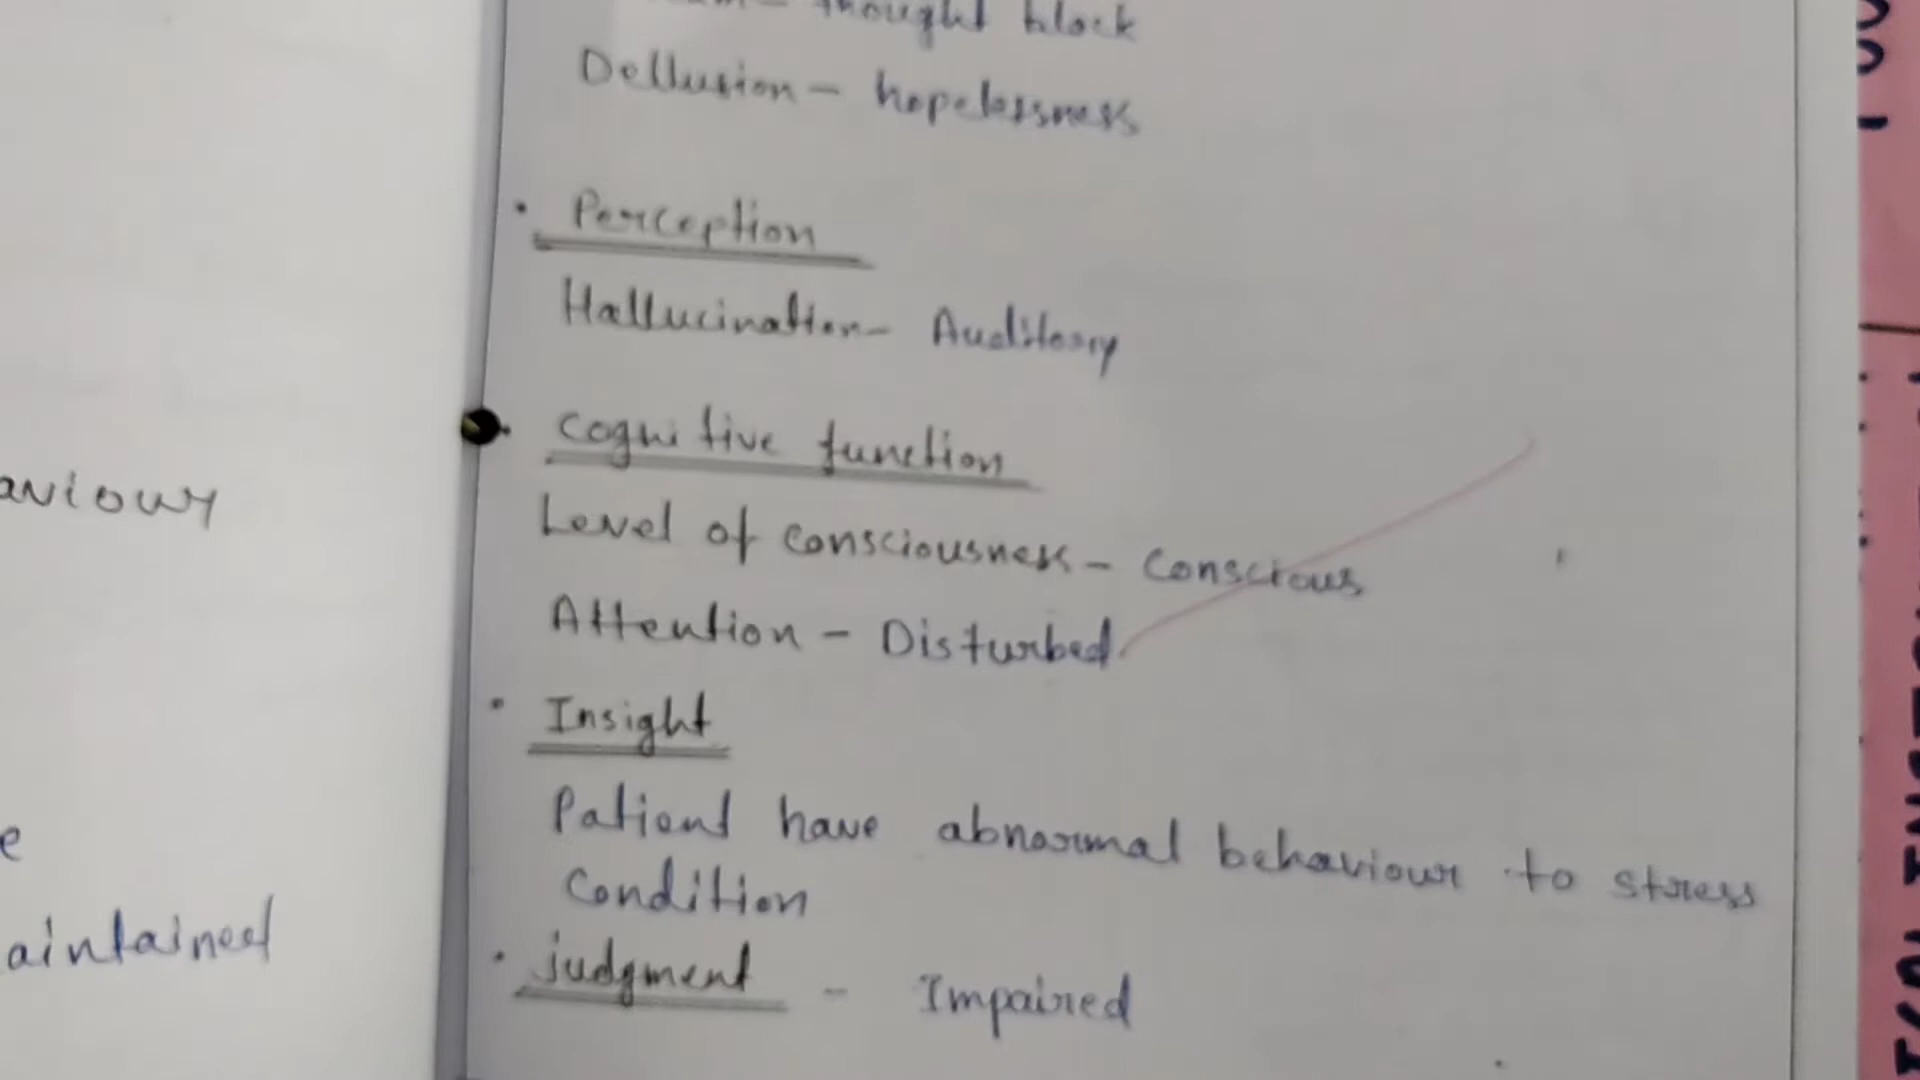 thought block
Dellusion - hopelessness
• Perception
Hallucination - Auditory
• Cognitive function
Level of consciousness - Conscious
Attention - Disturbed.
• Insight
Patient have abnormal behaviour to stress
Condition
• judgment - Impaired
aviour
e
aintained